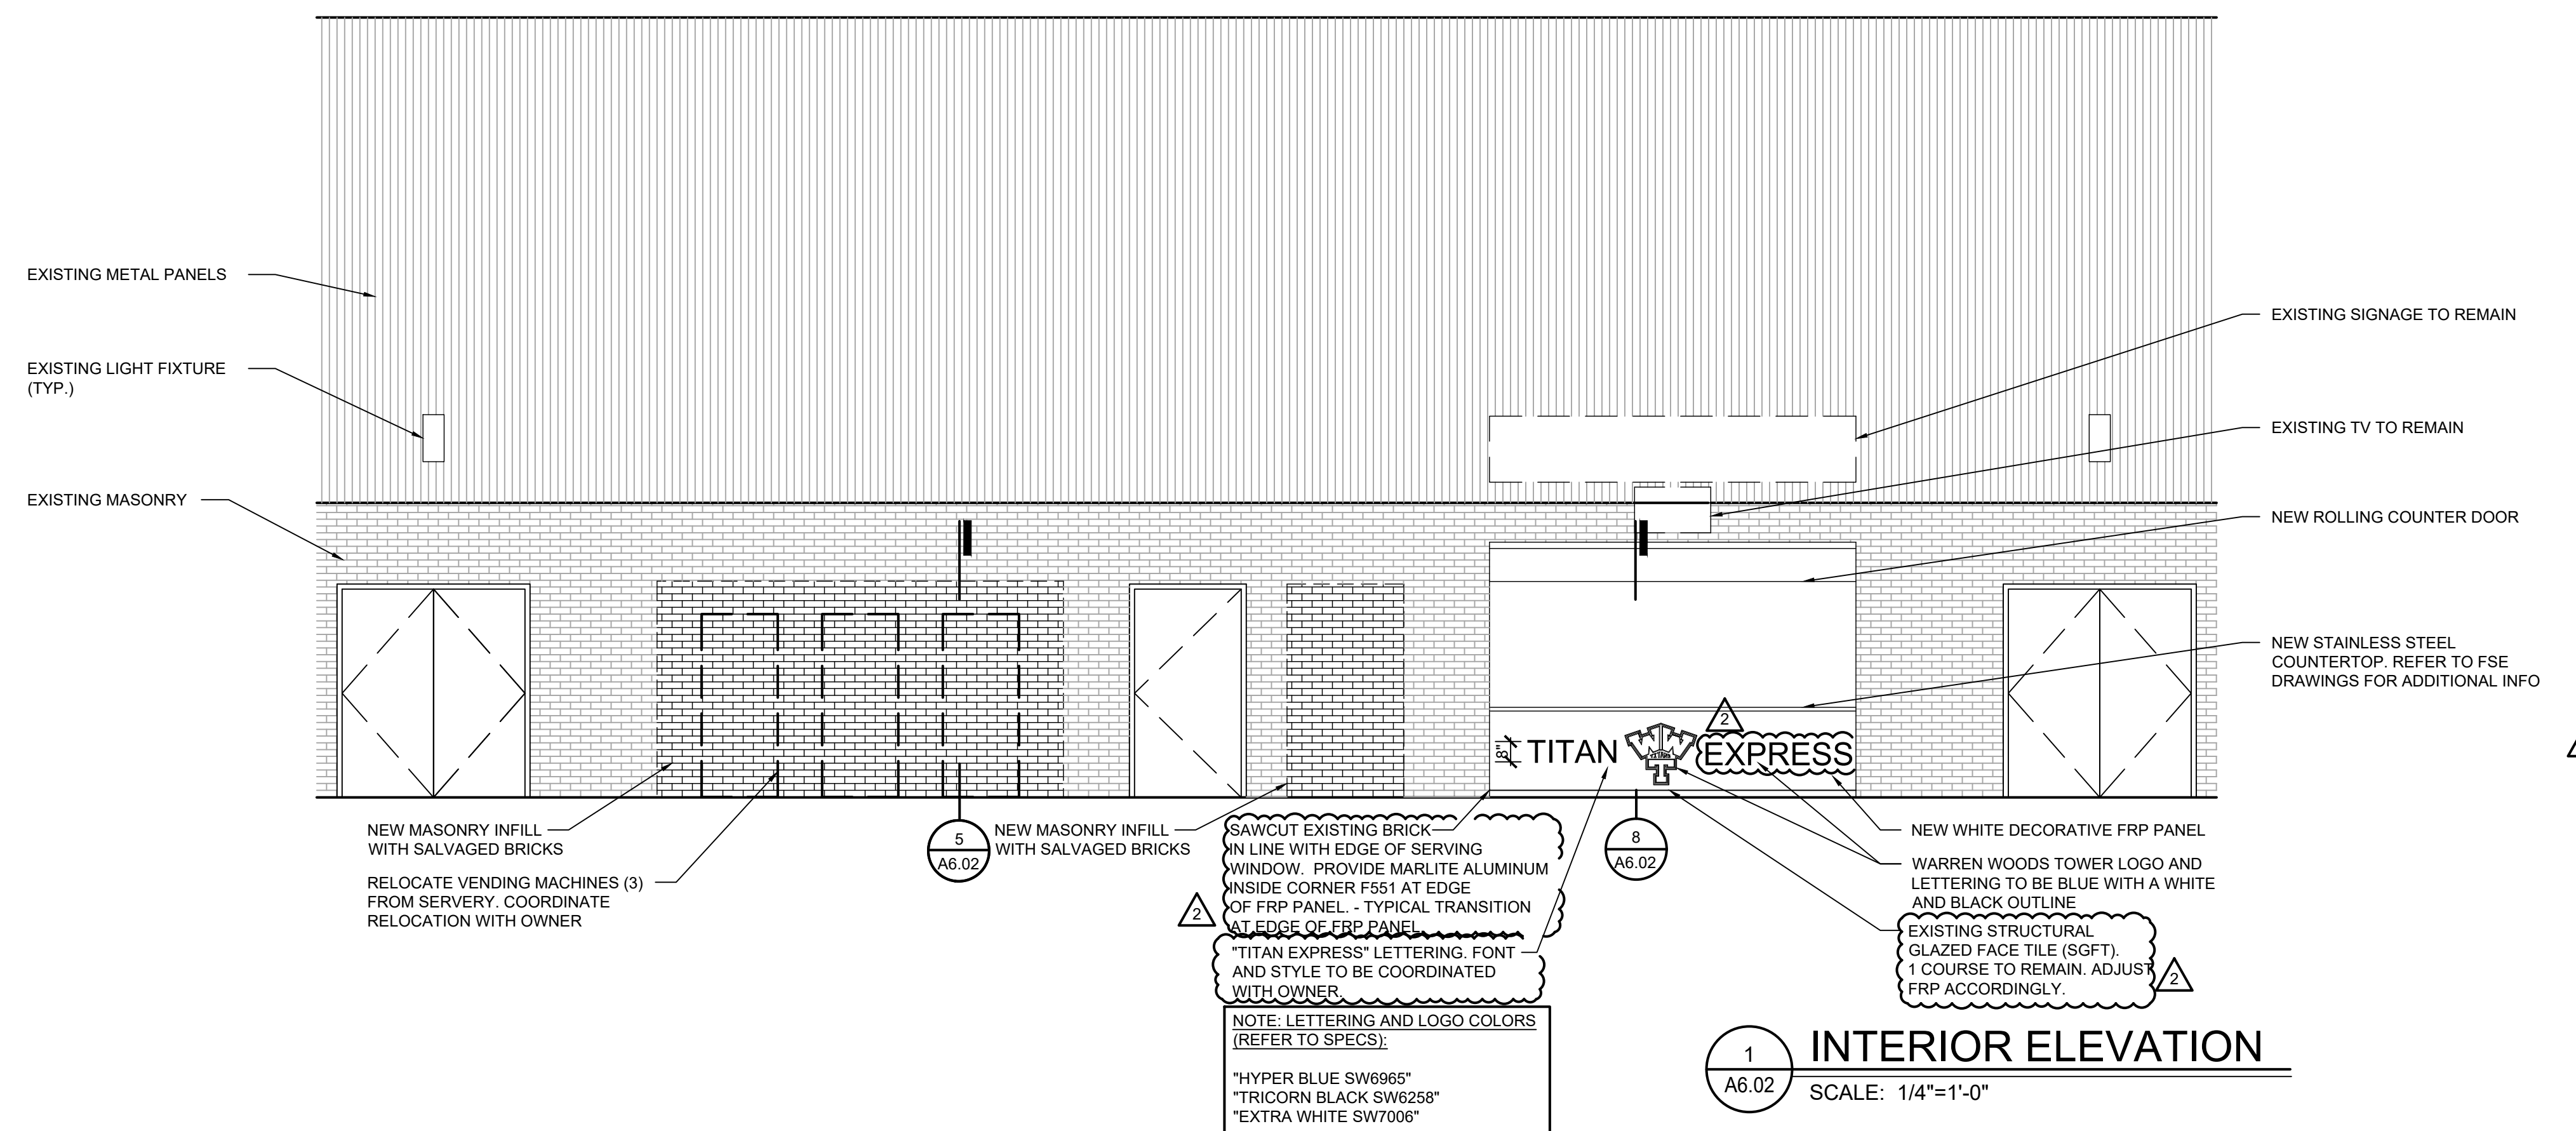 EXISTING METAL PANELS
EXISTING LIGHT FIXTURE
(TYP.)
EXISTING MASONRY
EXISTING SIGNAGE TO REMAIN
EXISTING TV TO REMAIN
NEW ROLLING COUNTER DOOR
NEW STAINLESS STEEL
COUNTERTOP. REFER TO FSE
DRAWINGS FOR ADDITIONAL INFO
2
8"
TITAN
EXPRESS
NEW MASONRY INFILL
WITH SALVAGED BRICKS
RELOCATE VENDING MACHINES (3)
FROM SERVERY. COORDINATE
RELOCATION WITH OWNER
5
A6.02
NEW MASONRY INFILL
WITH SALVAGED BRICKS
SAWCUT EXISTING BRICK
IN LINE WITH EDGE OF SERVING
WINDOW. PROVIDE MARLITE ALUMINUM
INSIDE CORNER F551 AT EDGE
OF FRP PANEL. - TYPICAL TRANSITION
AT EDGE OF FRP PANEL
2
"TITAN EXPRESS" LETTERING. FONT
AND STYLE TO BE COORDINATED
WITH OWNER.
NOTE: LETTERING AND LOGO COLORS
(REFER TO SPECS):
"HYPER BLUE SW6965"
"TRICORN BLACK SW6258"
"EXTRA WHITE SW7006"
8
A6.02
NEW WHITE DECORATIVE FRP PANEL
WARREN WOODS TOWER LOGO AND
LETTERING TO BE BLUE WITH A WHITE
AND BLACK OUTLINE
EXISTING STRUCTURAL
GLAZED FACE TILE (SGFT).
1 COURSE TO REMAIN. ADJUST
FRP ACCORDINGLY.
2
1
A6.02
INTERIOR ELEVATION
SCALE: 1/4"=1'-0"